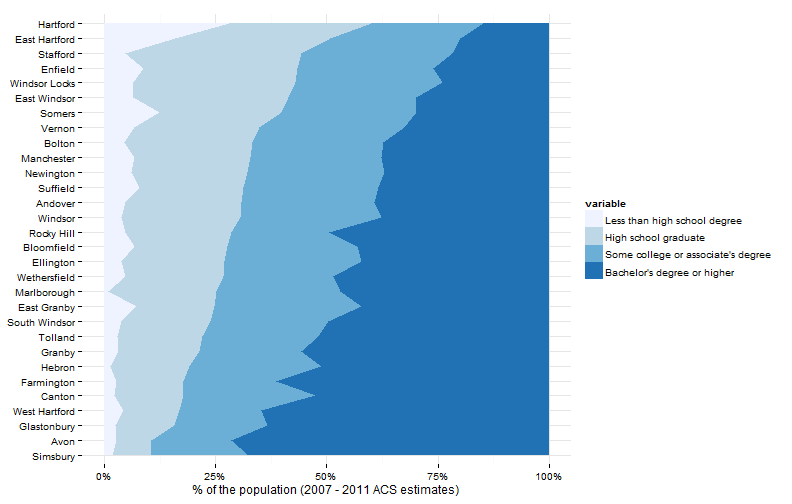 Hartford
East Hartford
Stafford
Enfield
Windsor Locks
East Windsor
Somers
Vernon
Bolton
Manchester
Newington
Suffield
Andover
Windsor
Rocky Hill
Bloomfield
Ellington
Wethersfield
Marlborough
East Granby
South Windsor
Tolland
Granby
Hebron
Farmington
Canton
West Hartford
Glastonbury
Avon
Simsbury
0% 25% 50% 75% 100%
% of the population (2007 - 2011 ACS estimates)
variable
Less than high school degree
High school graduate
Some college or associate's degree
Bachelor's degree or higher